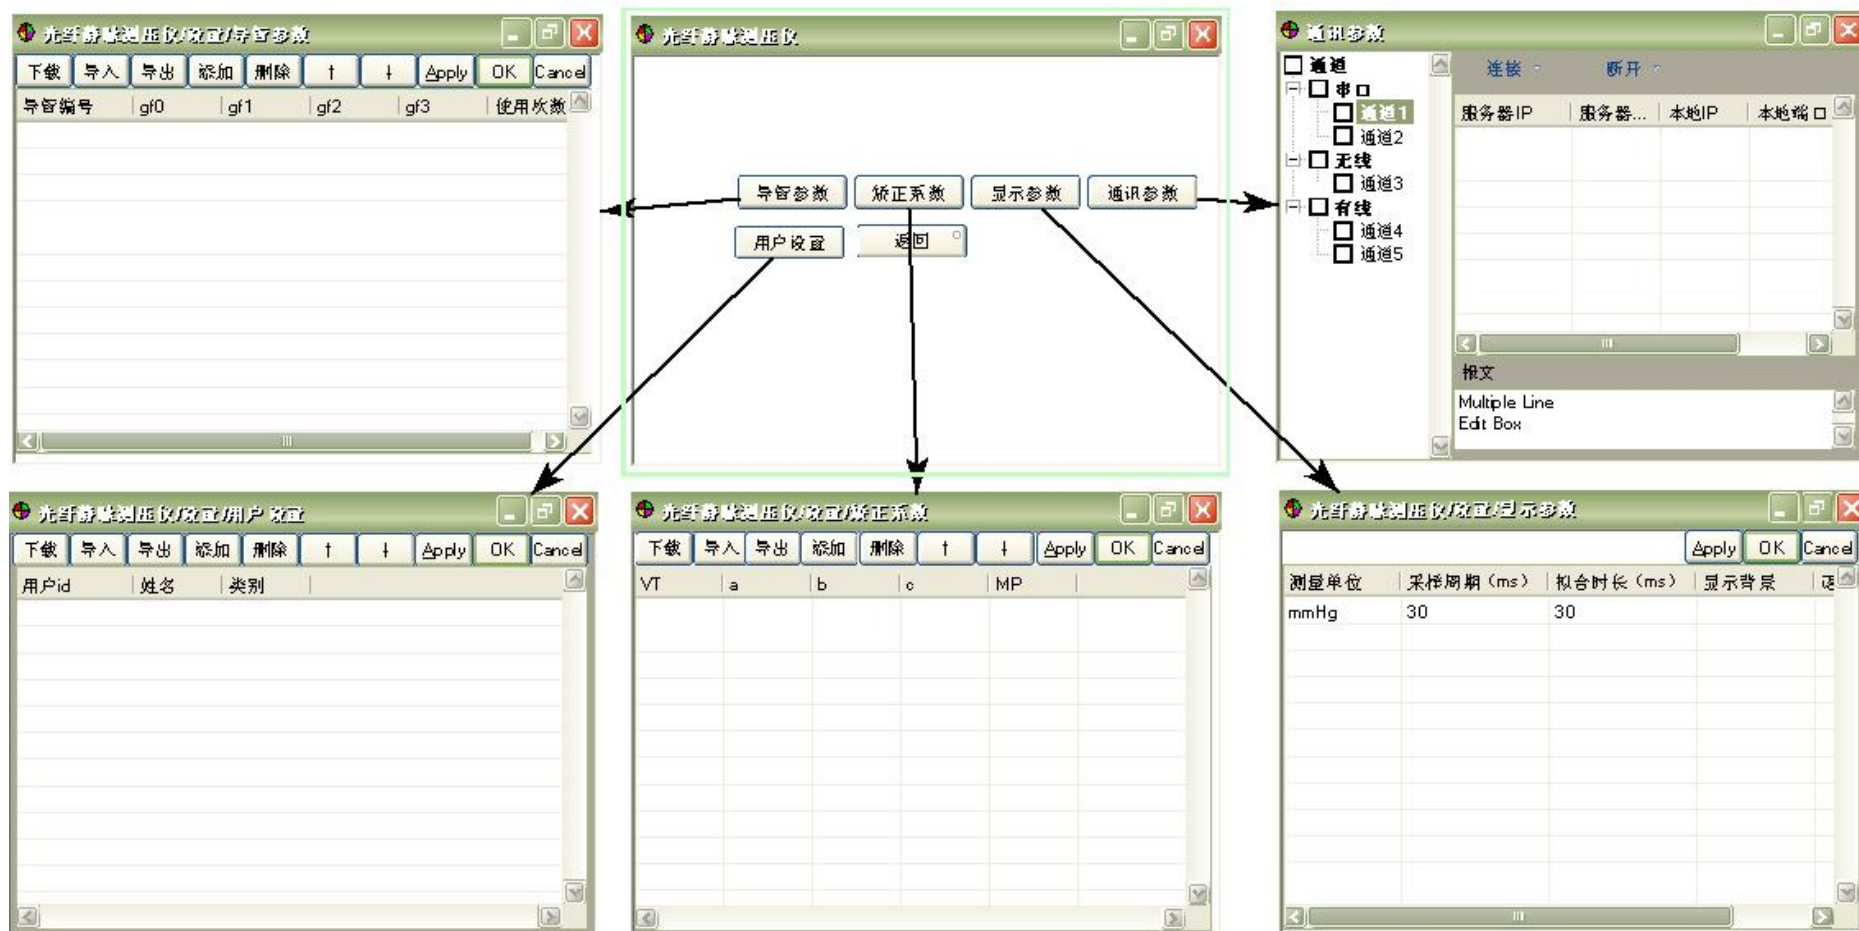 光纤静脉测压仪/设置/导管参数
下载 导入 导出 添加 删除 ↑ ↓ Apply OK Cancel
导管编号 gf0 gf1 gf2 gf3 使用次数
光纤静脉测压仪
导管参数 矫正系数 显示参数 通讯参数
用户设置 返回
通讯参数
通道
串口
通道1
通道2
无线
通道3
有线
通道4
通道5
连接 断开
服务器IP 服务器... 本地IP 本地端口
报文
Multiple Line
Edit Box
光纤静脉测压仪/设置/用户设置
下载 导入 导出 添加 删除 ↑ ↓ Apply OK Cancel
用户id 姓名 类别
光纤静脉测压仪/设置/矫正系数
下载 导入 导出 添加 删除 ↑ ↓ Apply OK Cancel
VT a b c MP
光纤静脉测压仪/设置/显示参数
Apply OK Cancel
测量单位 采样周期（ms） 拟合时长（ms） 显示背景
mmHg 30 30